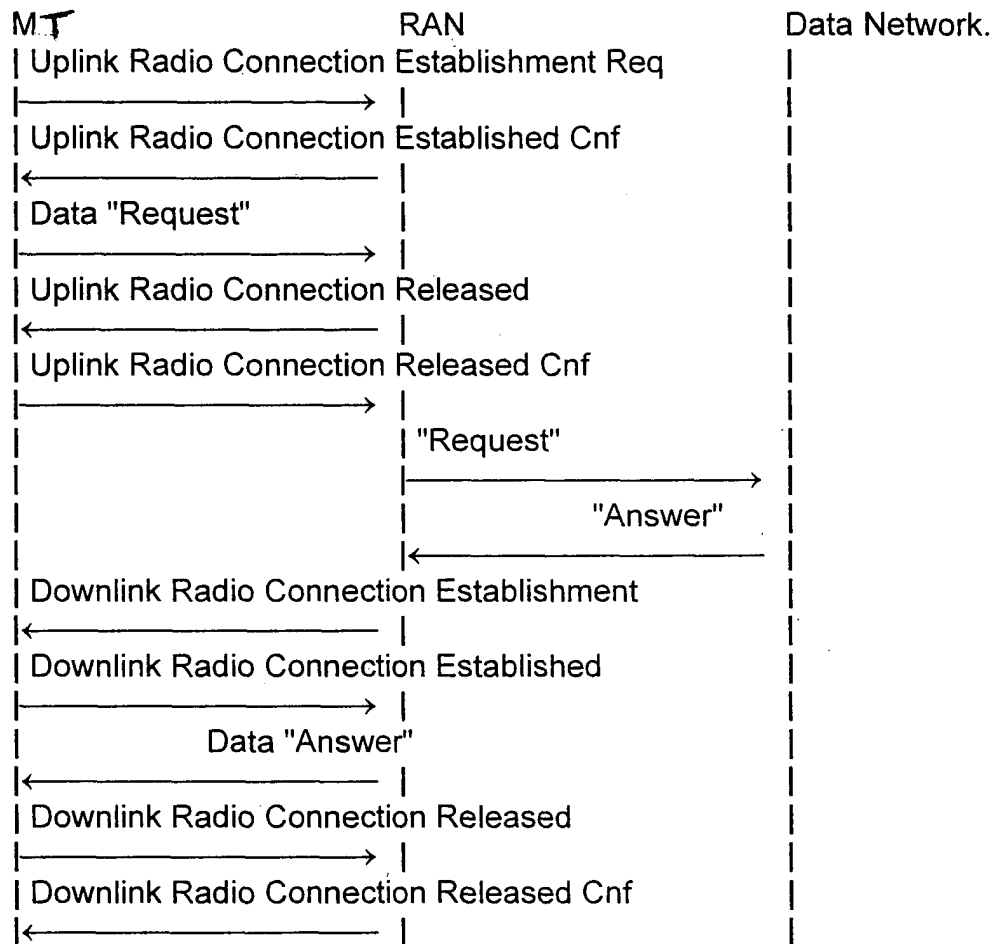 MT RAN Data Network.
Uplink Radio Connection Establishment Req
Uplink Radio Connection Established Cnf
Data "Request"
Uplink Radio Connection Released
Uplink Radio Connection Released Cnf
"Request"
"Answer"
Downlink Radio Connection Establishment
Downlink Radio Connection Established
Data "Answer"
Downlink Radio Connection Released
Downlink Radio Connection Released Cnf